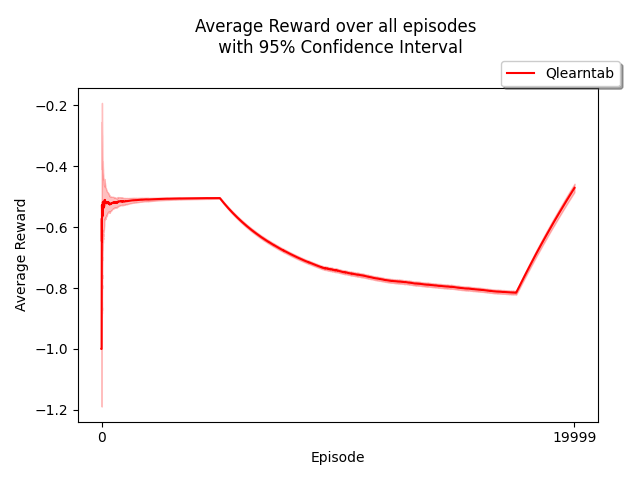 Average Reward over all episodes
with 95% Confidence Interval
Qlearntab
−0.2
−0.4
−0.6
−0.8
−1.0
−1.2
Average Reward
0
19999
Episode